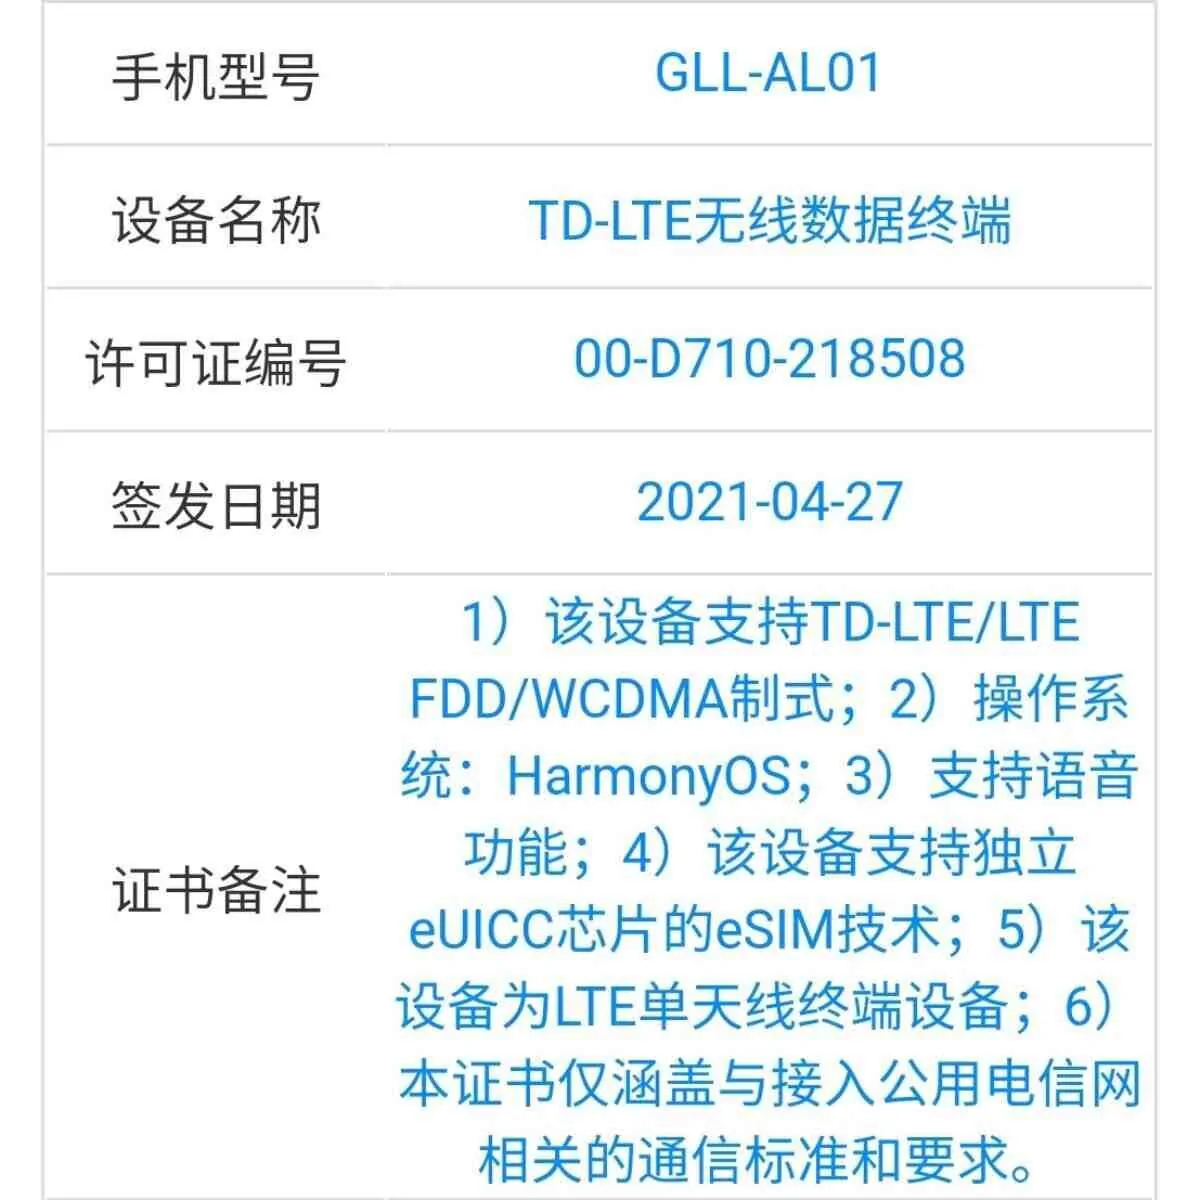 手机型号 GLL-AL01
设备名称 TD-LTE无线数据终端
许可证编号 00-D710-218508
签发日期 2021-04-27
证书备注
1）该设备支持TD-LTE/LTE
FDD/WCDMA制式；2）操作系
统：HarmonyOS；3）支持语音
功能；4）该设备支持独立
eUICC芯片的eSIM技术；5）该
设备为LTE单天线终端设备；6）
本证书仅涵盖与接入公用电信网
相关的通信标准和要求。